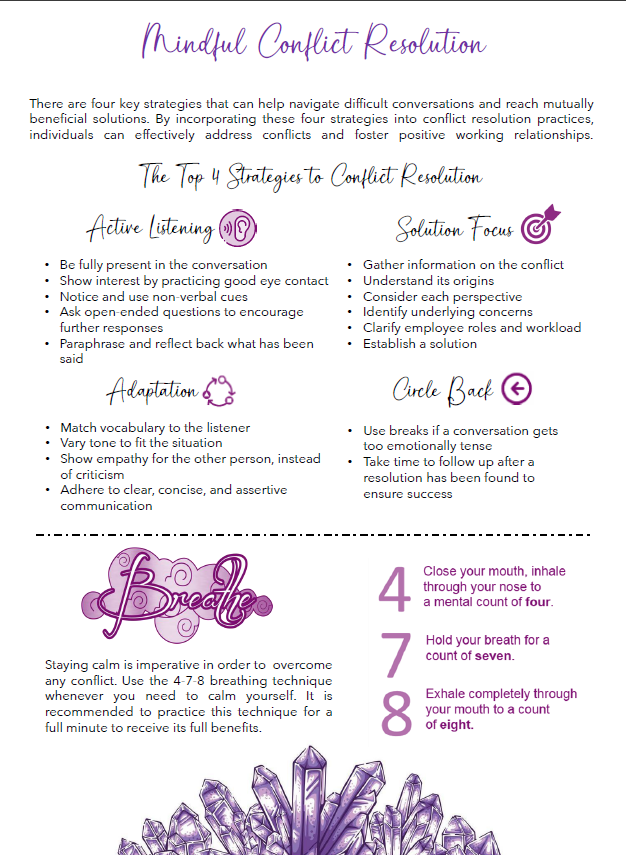 Mindful Conflict Resolution
There are four key strategies that can help navigate difficult conversations and reach mutually
beneficial solutions. By incorporating these four strategies into conflict resolution practices,
individuals can effectively address conflicts and foster positive working relationships.
The Top 4 Strategies to Conflict Resolution
Active Listening
• Be fully present in the conversation
• Show interest by practicing good eye contact
• Notice and use non-verbal cues
• Ask open-ended questions to encourage
further responses
• Paraphrase and reflect back what has been
said
Solution Focus
• Gather information on the conflict
• Understand its origins
• Consider each perspective
• Identify underlying concerns
• Clarify employee roles and workload
• Establish a solution
Adaptation
• Match vocabulary to the listener
• Vary tone to fit the situation
• Show empathy for the other person, instead
of criticism
• Adhere to clear, concise, and assertive
communication
Circle Back
• Use breaks if a conversation gets
too emotionally tense
• Take time to follow up after a
resolution has been found to
ensure success
Breathe
Staying calm is imperative in order to overcome
any conflict. Use the 4-7-8 breathing technique
whenever you need to calm yourself. It is
recommended to practice this technique for a
full minute to receive its full benefits.
4
Close your mouth, inhale
through your nose to
a mental count of four.
7
Hold your breath for a
count of seven.
8
Exhale completely through
your mouth to a count
of eight.